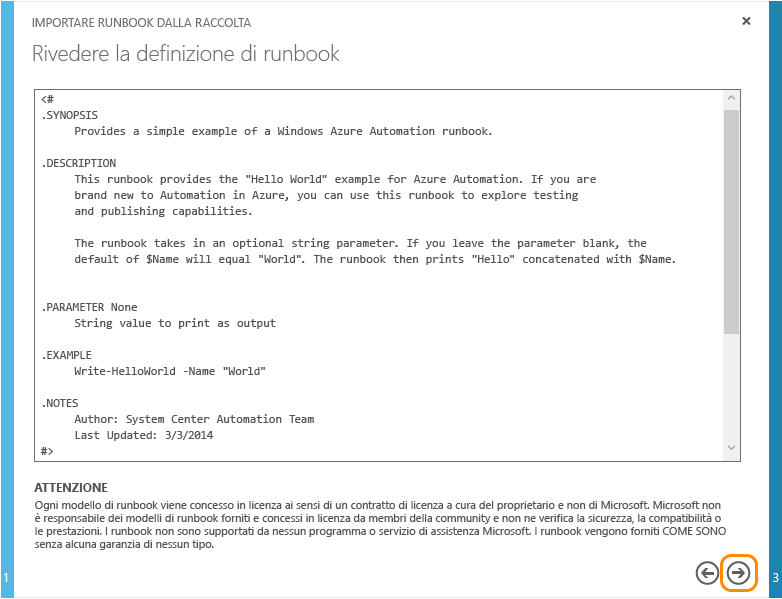 IMPORTARE RUNBOOK DALLA RACCOLTA
Rivedere la definizione di runbook
<#
.SYNOPSIS
Provides a simple example of a Windows Azure Automation runbook.
.DESCRIPTION
This runbook provides the "Hello World" example for Azure Automation. If you are
brand new to Automation in Azure, you can use this runbook to explore testing
and publishing capabilities.
The runbook takes in an optional string parameter. If you leave the parameter blank, the
default of $Name will equal "World". The runbook then prints "Hello" concatenated with $Name.
.PARAMETER None
String value to print as output
.EXAMPLE
Write-HelloWorld -Name "World"
.NOTES
Author: System Center Automation Team
Last Updated: 3/3/2014
#>
ATTENZIONE
Ogni modello di runbook viene concesso in licenza ai sensi di un contratto di licenza a cura del proprietario e non di Microsoft. Microsoft non
è responsabile dei modelli di runbook forniti e concessi in licenza da membri della community e non ne verifica la sicurezza, la compatibilità o
le prestazioni. I runbook non sono supportati da nessun programma o servizio di assistenza Microsoft. I runbook vengono forniti COME SONO
senza alcuna garanzia di nessun tipo.
1
3